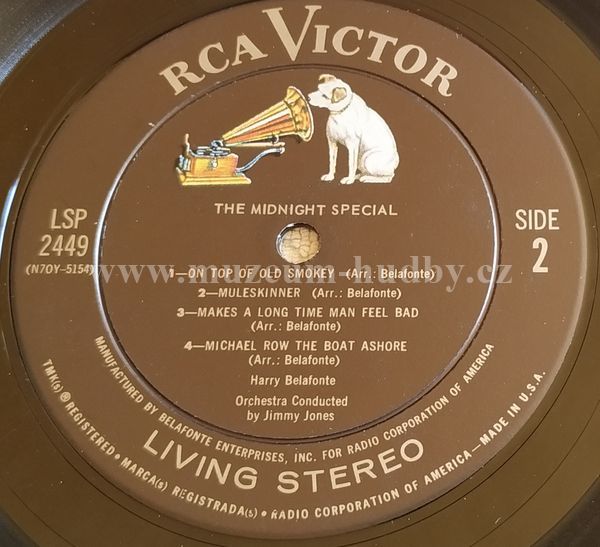 RCA VICTOR
THE MIDNIGHT SPECIAL
LSP
2449
(N7OY-5154)
SIDE
2
www.muzeum-hudby.cz
1—ON TOP OF OLD SMOKEY (Arr.: Belafonte)
2—MULESKINNER (Arr.: Belafonte)
3—MAKES A LONG TIME MAN FEEL BAD
(Arr.: Belafonte)
4—MICHAEL ROW THE BOAT ASHORE
(Arr.: Belafonte)
Harry Belafonte
Orchestra Conducted
by Jimmy Jones
MANUFACTURED BY BELAFONTE ENTERPRISES, INC. FOR RADIO CORPORATION OF AMERICA
LIVING STEREO
TMK(s) ® REGISTERED • MARCA(s) REGISTRADA(s) • RADIO CORPORATION OF AMERICA—MADE IN U.S.A.